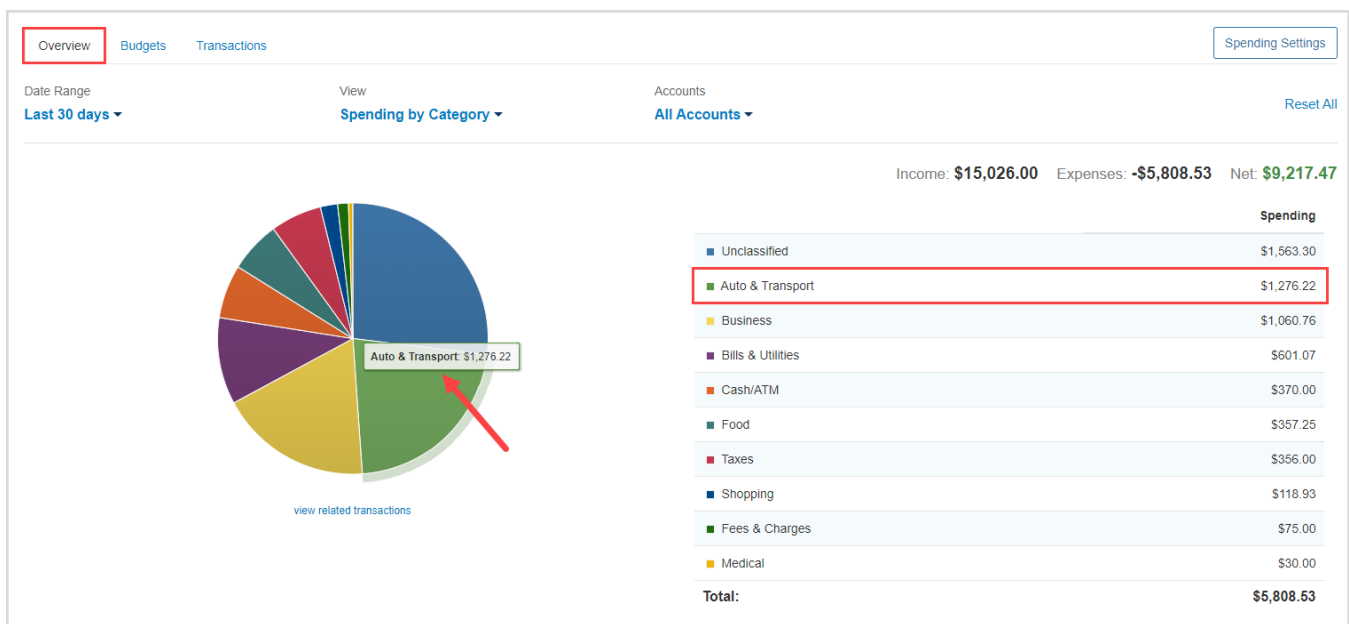 Overview Budgets Transactions Spending Settings
Date Range View Accounts
Last 30 days Spending by Category All Accounts Reset All
Income: $15,026.00 Expenses: -$5,808.53 Net: $9,217.47
Spending
Unclassified $1,563.30
Auto & Transport $1,276.22
Business $1,060.76
Bills & Utilities $601.07
Cash/ATM $370.00
Food $357.25
Taxes $356.00
Shopping $118.93
Fees & Charges $75.00
Medical $30.00
Total: $5,808.53
Auto & Transport: $1,276.22
view related transactions